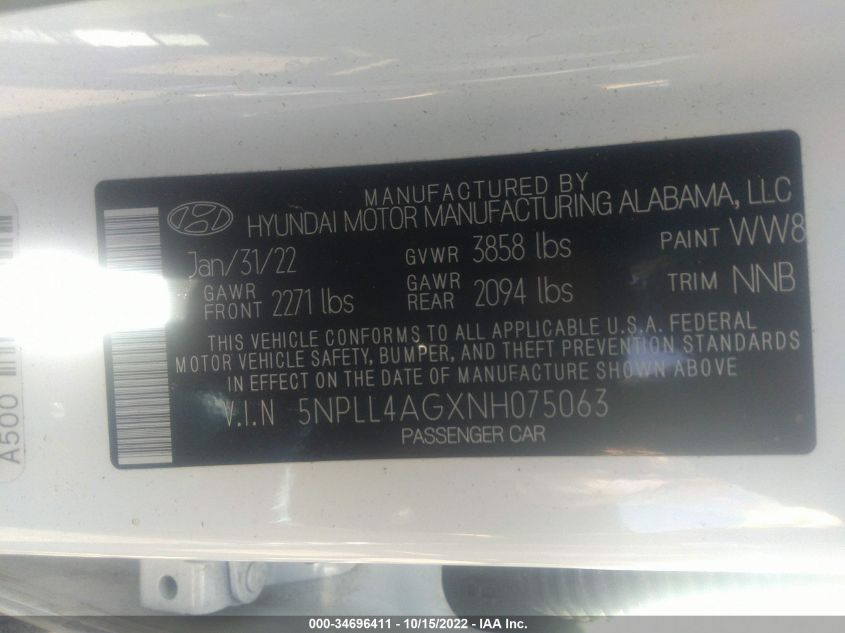 MANUFACTURED BY
HYUNDAI MOTOR MANUFACTURING ALABAMA, LLC
Jan/31/22 GVWR 3858 lbs PAINT WW8
GAWR FRONT 2271 lbs GAWR REAR 2094 lbs TRIM NNB
THIS VEHICLE CONFORMS TO ALL APPLICABLE U.S.A. FEDERAL
MOTOR VEHICLE SAFETY, BUMPER, AND THEFT PREVENTION STANDARDS
IN EFFECT ON THE DATE OF MANUFACTURE SHOWN ABOVE
V.I.N 5NPLL4AGXNH075063
PASSENGER CAR
A500
000-34696411 - 10/15/2022 - IAA Inc.